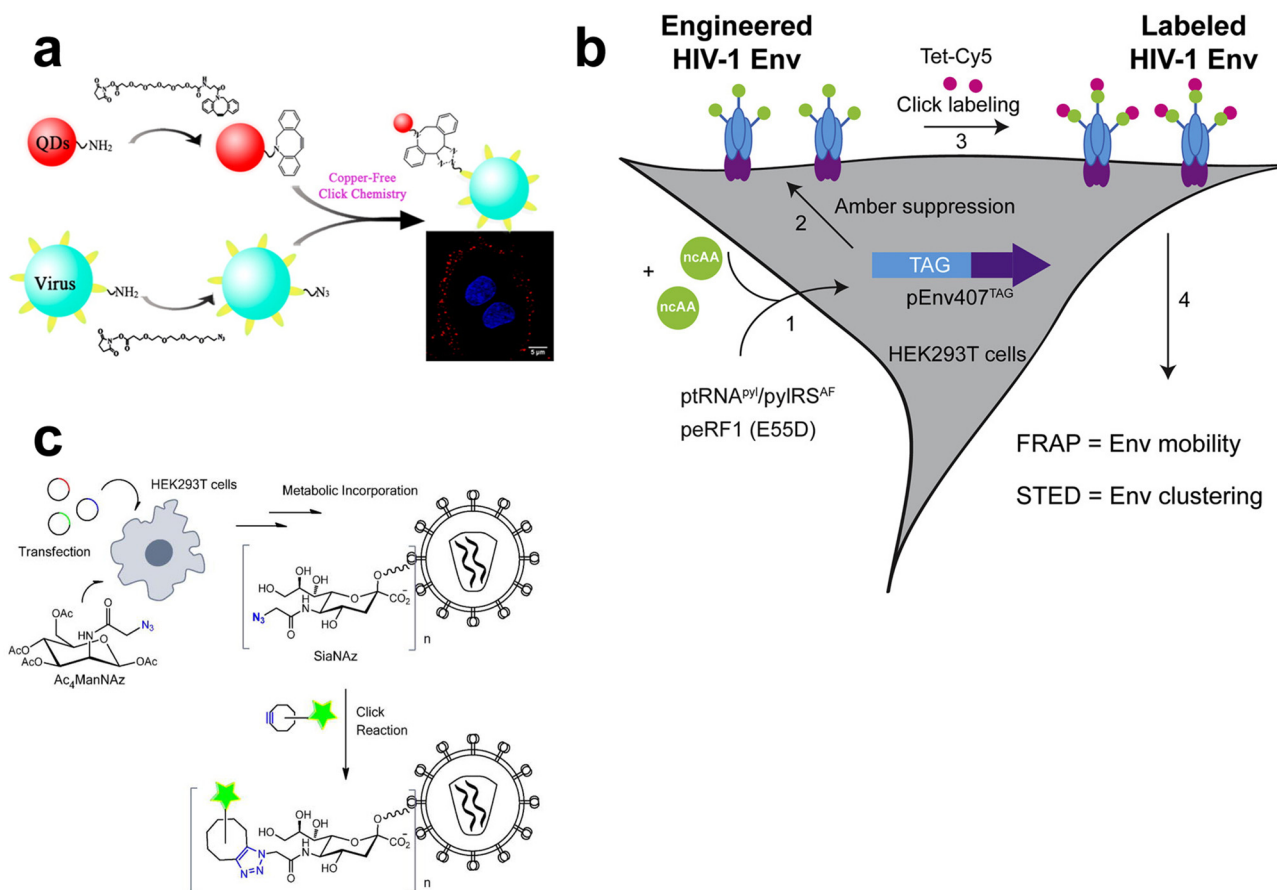 a
QDs
NH₂
Copper-Free
Click Chemistry
Virus
NH₂
N₃
5 μm
b
Engineered
HIV-1 Env
Tet-Cy5
Click labeling
3
Labeled
HIV-1 Env
2
Amber suppression
+
ncAA
ncAA
1
TAG
pEnv407ᵀᴬᴳ
HEK293T cells
4
ptRNAᵖʸˡ/pylRSᴬᶠ
peRF1 (E55D)
FRAP = Env mobility
STED = Env clustering
c
HEK293T cells
Transfection
Metabolic Incorporation
OAc
O
N₃
HN
AcO
AcO
O
OAc
Ac₄ManNAz
HO
OH
OH
O
CO₂⁻
H
N
N₃
O
HO
n
SiaNAz
Click
Reaction
HO
OH
OH
O
O
CO₂⁻
H
N
N
N
N
O
HO
n